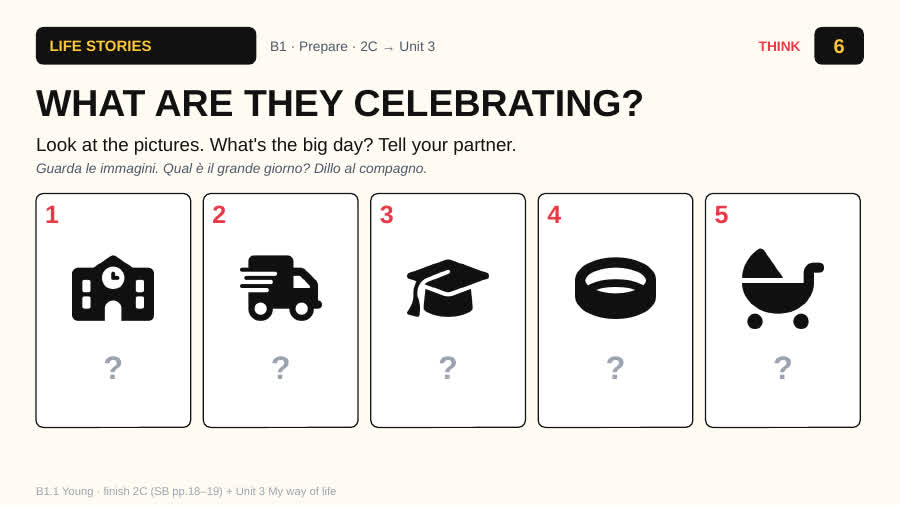 LIFE STORIES
B1 · Prepare · 2C → Unit 3
THINK
6
WHAT ARE THEY CELEBRATING?
Look at the pictures. What's the big day? Tell your partner.
Guarda le immagini. Qual è il grande giorno? Dillo al compagno.
1
2
3
4
5
?
?
?
?
?
B1.1 Young · finish 2C (SB pp.18–19) + Unit 3 My way of life